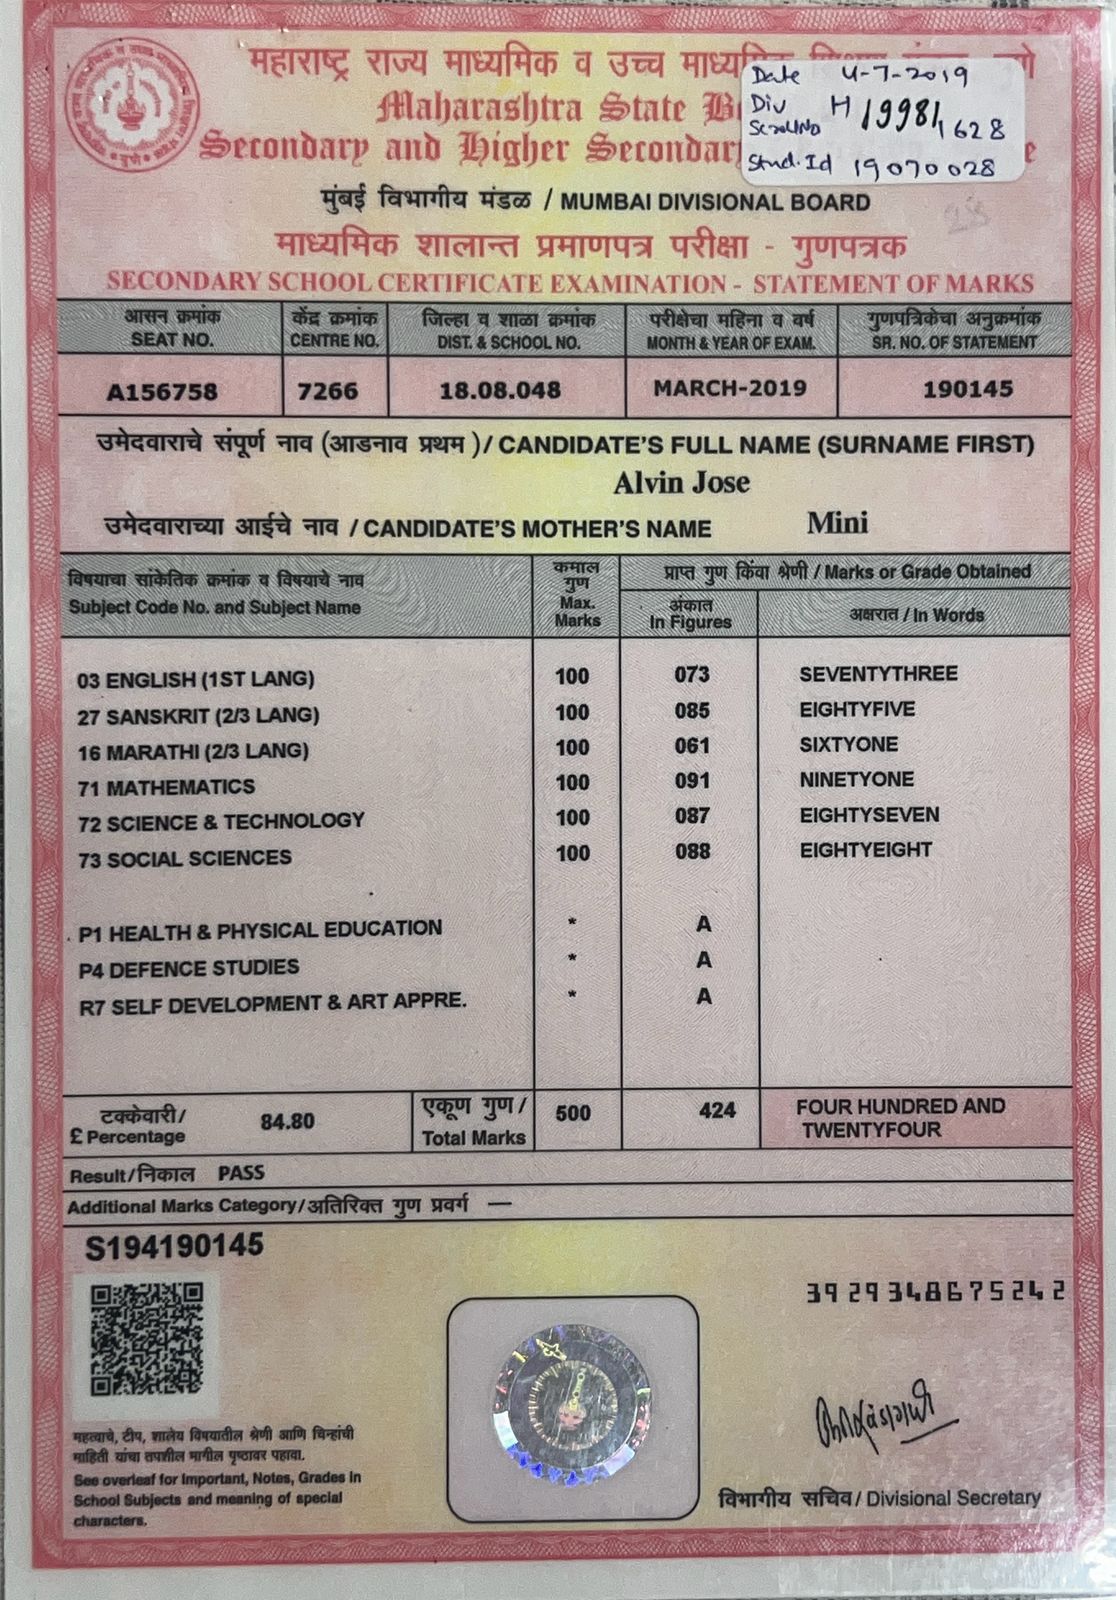 महाराष्ट्र राज्य माध्यमिक व उच्च माध्यमिक
Maharashtra State
Secondary and Higher Secondary
Date 4-7-2019
Div H 19981
ScrollNo 1628
Stud. Id 19070028
मुंबई विभागीय मंडळ / MUMBAI DIVISIONAL BOARD
माध्यमिक शालान्त प्रमाणपत्र परीक्षा - गुणपत्रक
SECONDARY SCHOOL CERTIFICATE EXAMINATION - STATEMENT OF MARKS
आसन क्रमांक केंद्र क्रमांक जिल्हा व शाळा क्रमांक परीक्षेचा महिना व वर्ष गुणपत्रिकेचा अनुक्रमांक
SEAT NO. CENTRE NO. DIST. & SCHOOL NO. MONTH & YEAR OF EXAM. SR. NO. OF STATEMENT
A156758 7266 18.08.048 MARCH-2019 190145
उमेदवाराचे संपूर्ण नाव (आडनाव प्रथम )/ CANDIDATE'S FULL NAME (SURNAME FIRST)
Alvin Jose
उमेदवाराच्या आईचे नाव / CANDIDATE'S MOTHER'S NAME Mini
विषयाचा सांकेतिक क्रमांक व विषयाचे नाव
Subject Code No. and Subject Name
कमाल
गुण
Max.
Marks
प्राप्त गुण किंवा श्रेणी / Marks or Grade Obtained
अंकात
In Figures
अक्षरात / In Words
03 ENGLISH (1ST LANG) 100 073 SEVENTYTHREE
27 SANSKRIT (2/3 LANG) 100 085 EIGHTYFIVE
16 MARATHI (2/3 LANG) 100 061 SIXTYONE
71 MATHEMATICS 100 091 NINETYONE
72 SCIENCE & TECHNOLOGY 100 087 EIGHTYSEVEN
73 SOCIAL SCIENCES 100 088 EIGHTYEIGHT
P1 HEALTH & PHYSICAL EDUCATION * A
P4 DEFENCE STUDIES * A
R7 SELF DEVELOPMENT & ART APPRE. * A
टक्केवारी/
£ Percentage
84.80
एकूण गुण /
Total Marks
500 424 FOUR HUNDRED AND
TWENTYFOUR
Result/निकाल PASS
Additional Marks Category/अतिरिक्त गुण प्रवर्ग —
S194190145
3929348675242
महत्वाचे, टीप, शालेय विषयातील श्रेणी आणि चिन्हांची
माहिती यांचा तपशील मागील पृष्ठावर पहावा.
See overleaf for Important, Notes, Grades in
School Subjects and meaning of special
characters.
विभागीय सचिव/ Divisional Secretary